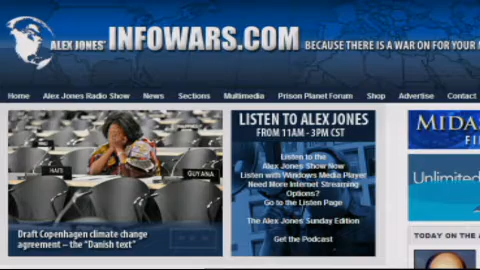 ALEX JONES' INFOWARS.COM BECAUSE THERE IS A WAR ON FOR YOUR
Home Alex Jones Radio Show News Sections Multimedia Prison Planet Forum Shop Advertise Contact
HAITI
GUYANA
Draft Copenhagen climate change
agreement – the "Danish text"
LISTEN TO ALEX JONES
FROM 11AM - 3PM CST
Listen to the
Alex Jones Show Now
Listen with Windows Media Player
Need More Internet Streaming
Options?
Go to the Listen Page
The Alex Jones Sunday Edition
Get the Podcast
MIDAS
FI
Unlimited
TODAY ON THE A